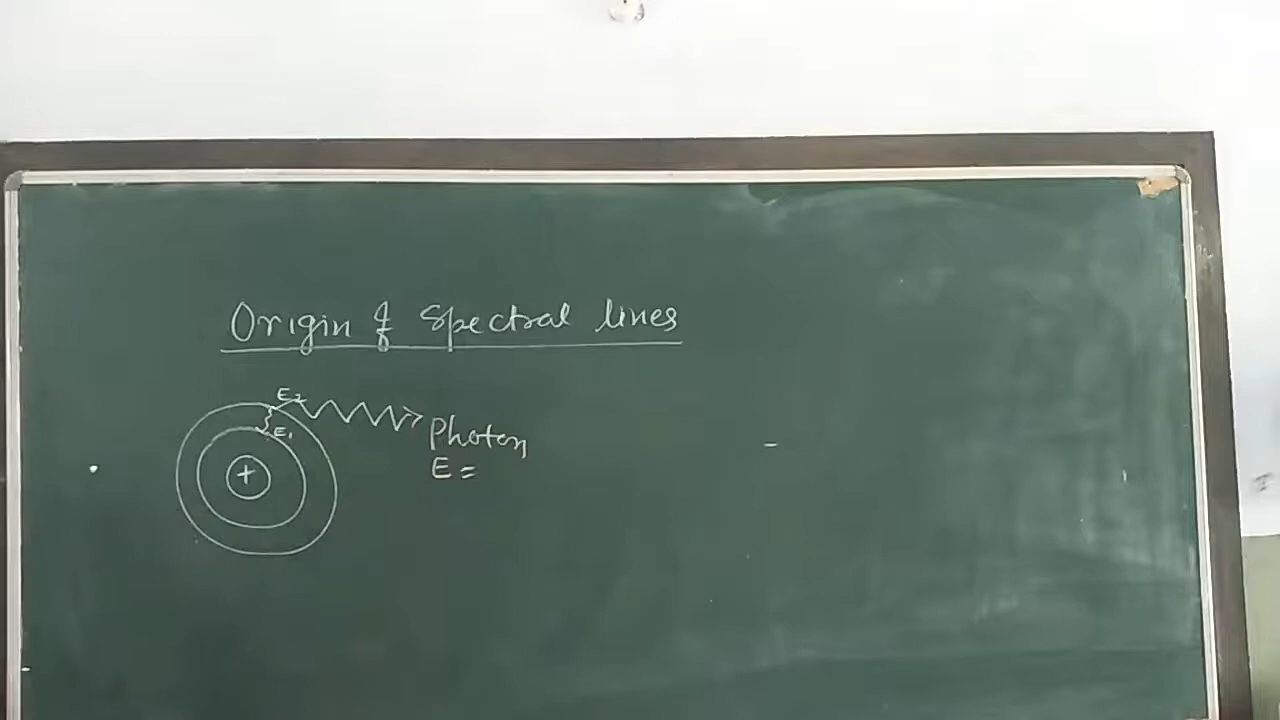 Origin of Spectral lines
E₂
E₁
Photon
+
E =